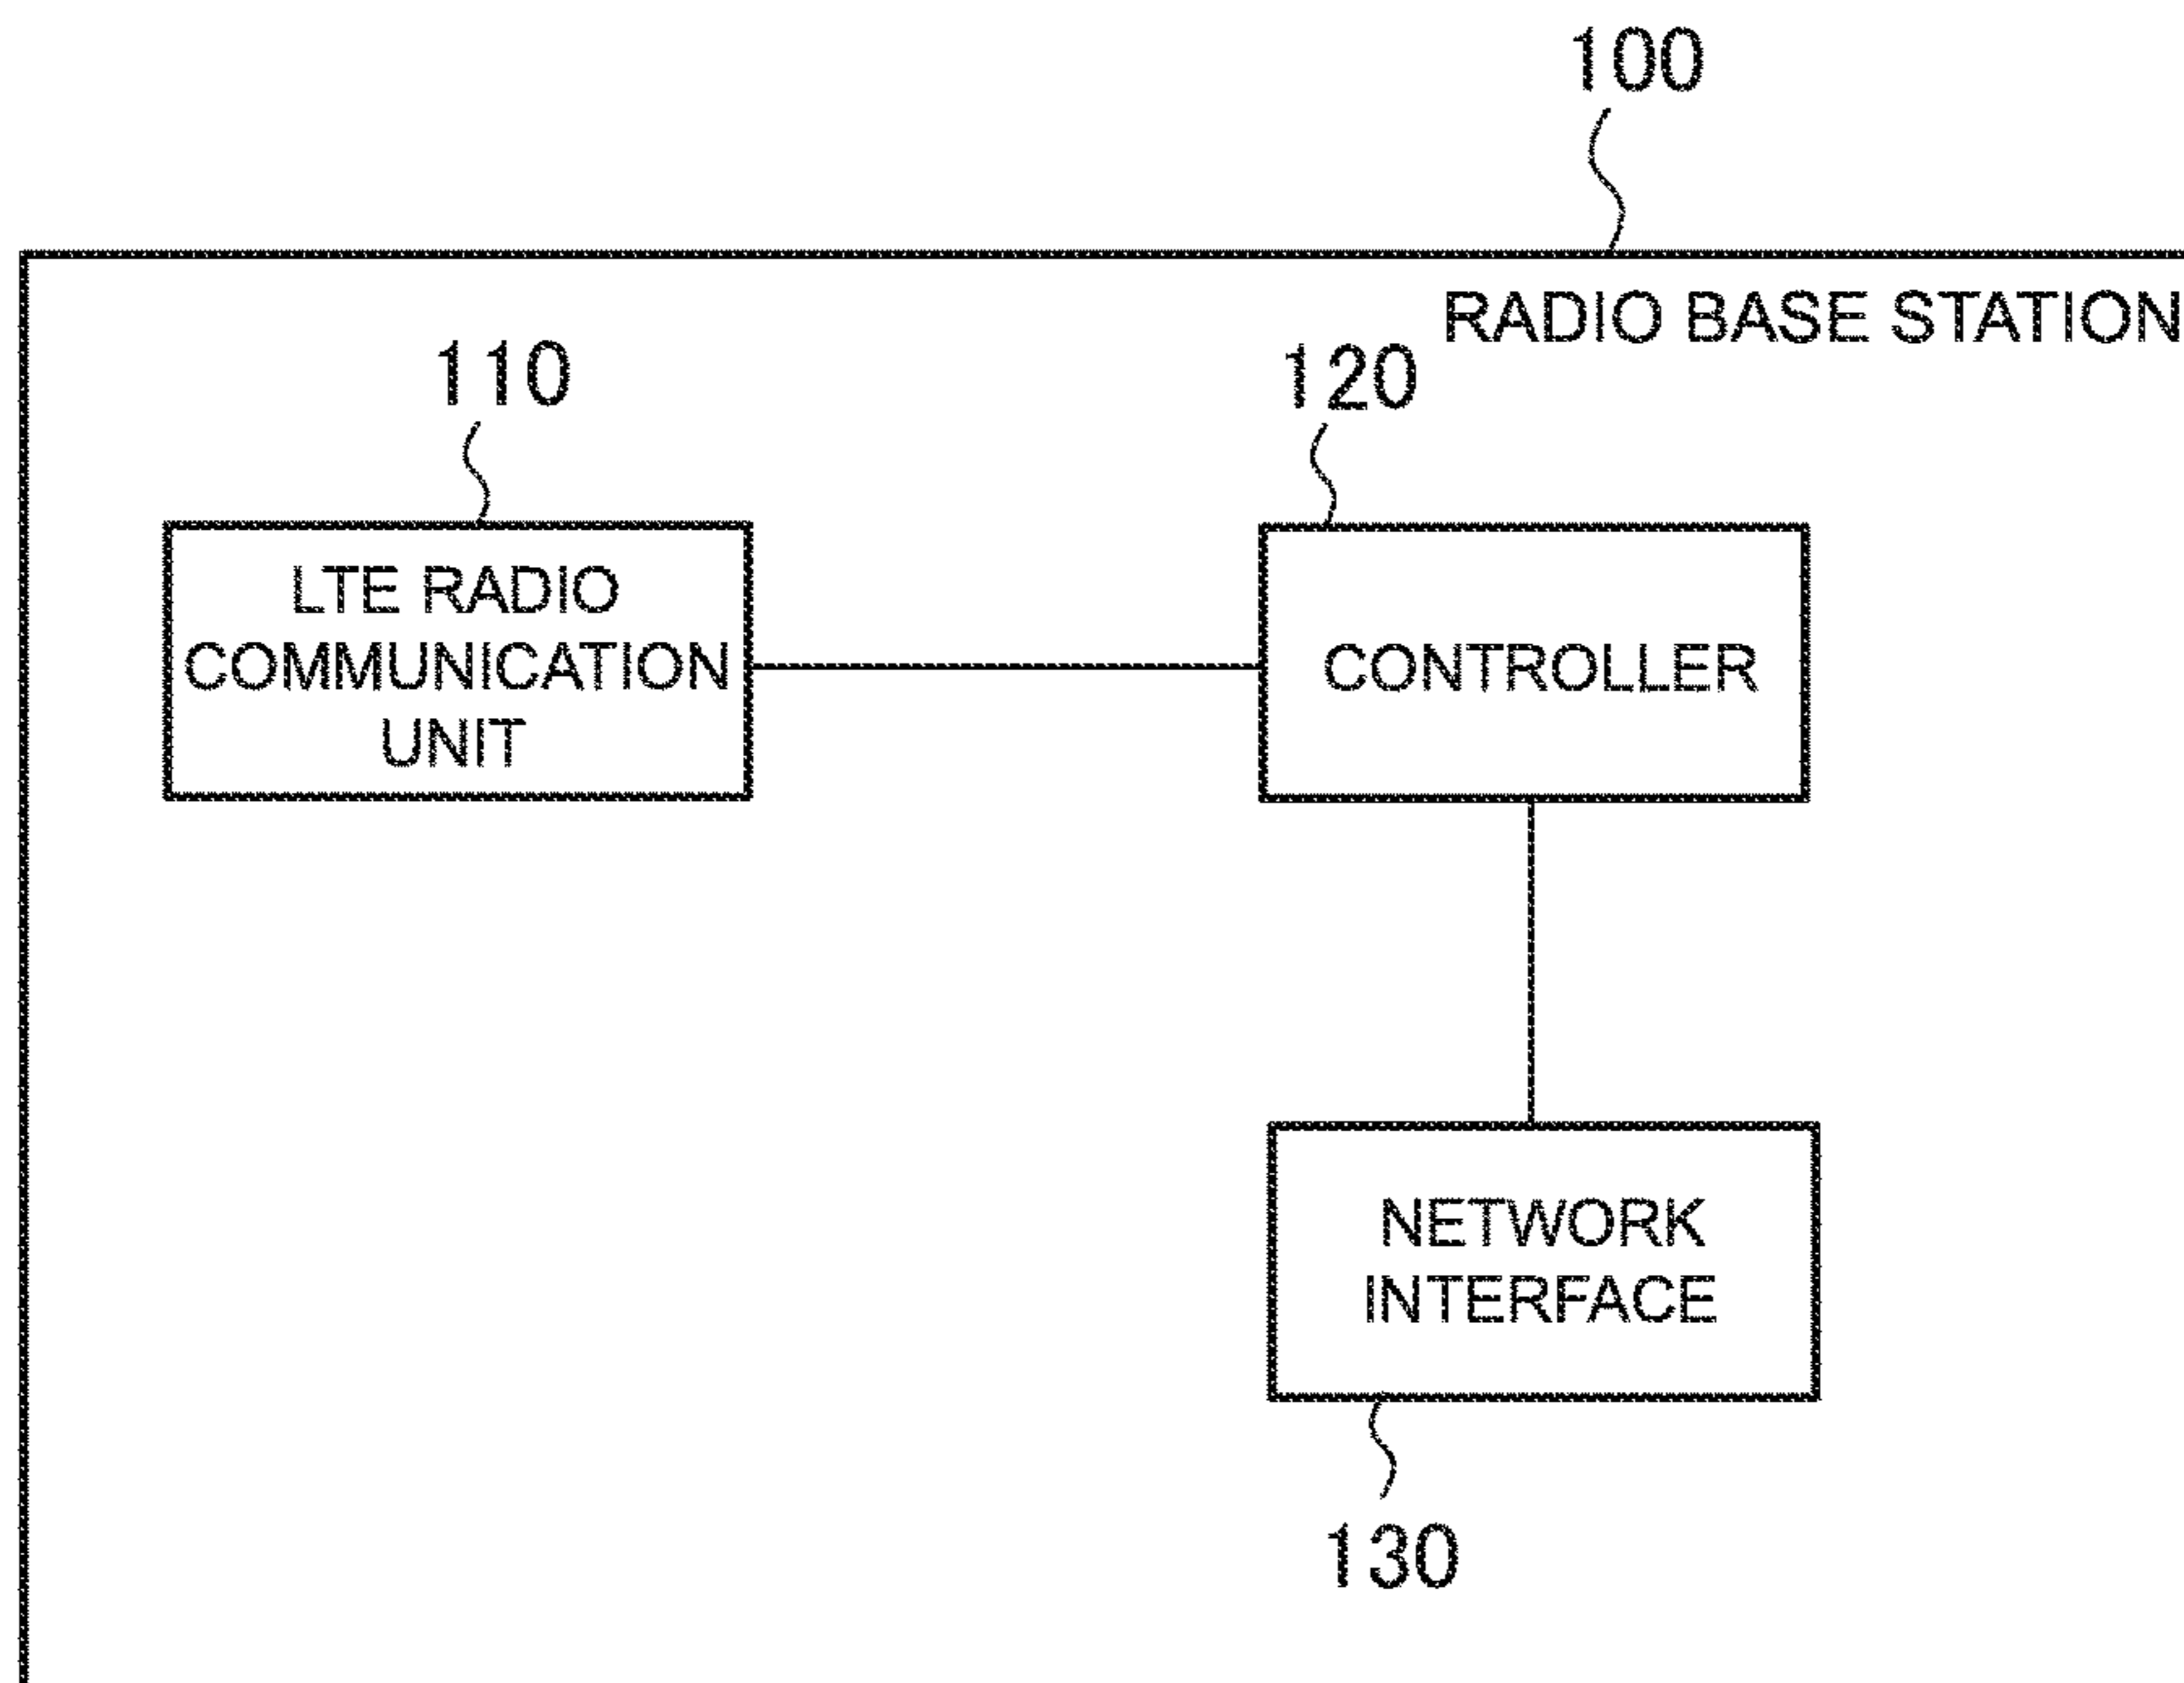 100
RADIO BASE STATION
110
120
LTE RADIO
COMMUNICATION
UNIT
CONTROLLER
NETWORK
INTERFACE
130